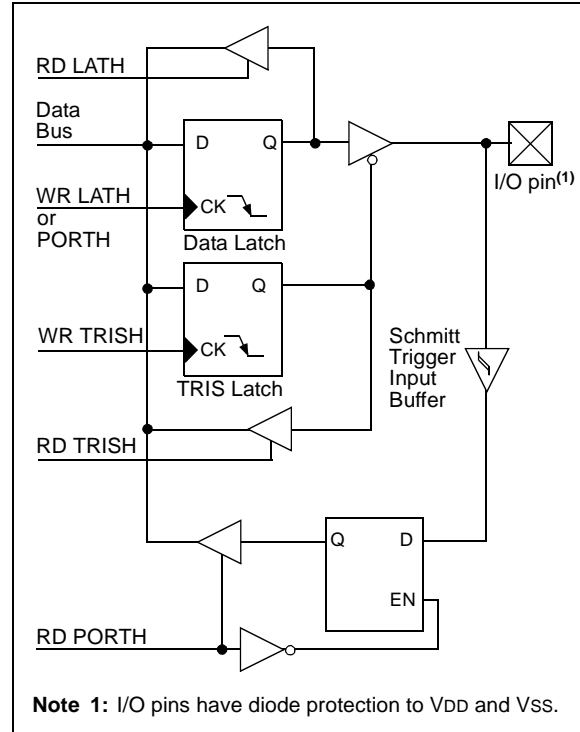 RD LATH
Data
Bus
D Q
WR LATH
or
PORTH
CK
Data Latch
I/O pin(1)
D Q
WR TRISH
CK
TRIS Latch
Schmitt
Trigger
Input
Buffer
RD TRISH
Q D
EN
RD PORTH
Note 1: I/O pins have diode protection to VDD and VSS.